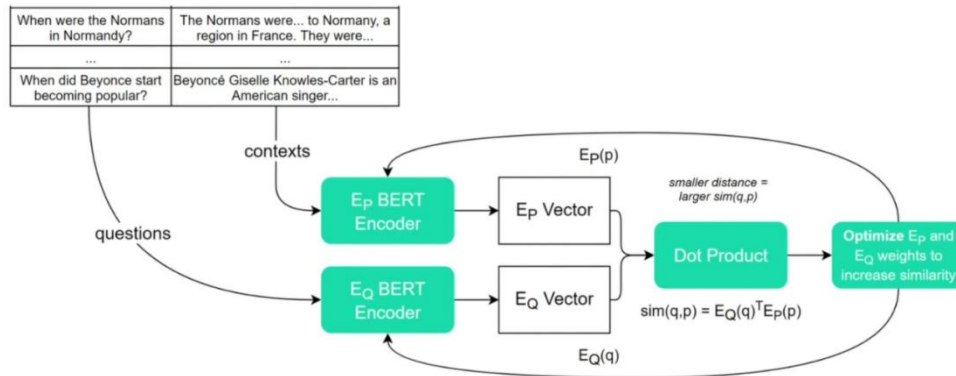 When were the Normans
in Normandy?
The Normans were... to Normany, a
region in France. They were...
...
...
When did Beyonce start
becoming popular?
Beyoncé Giselle Knowles-Carter is an
American singer...
contexts
questions
EP(p)
smaller distance =
larger sim(q,p)
EP BERT
Encoder
EP Vector
Dot Product
Optimize EP and
EQ weights to
increase similarity
EQ BERT
Encoder
EQ Vector
sim(q,p) = EQ(q)TEP(p)
EQ(q)